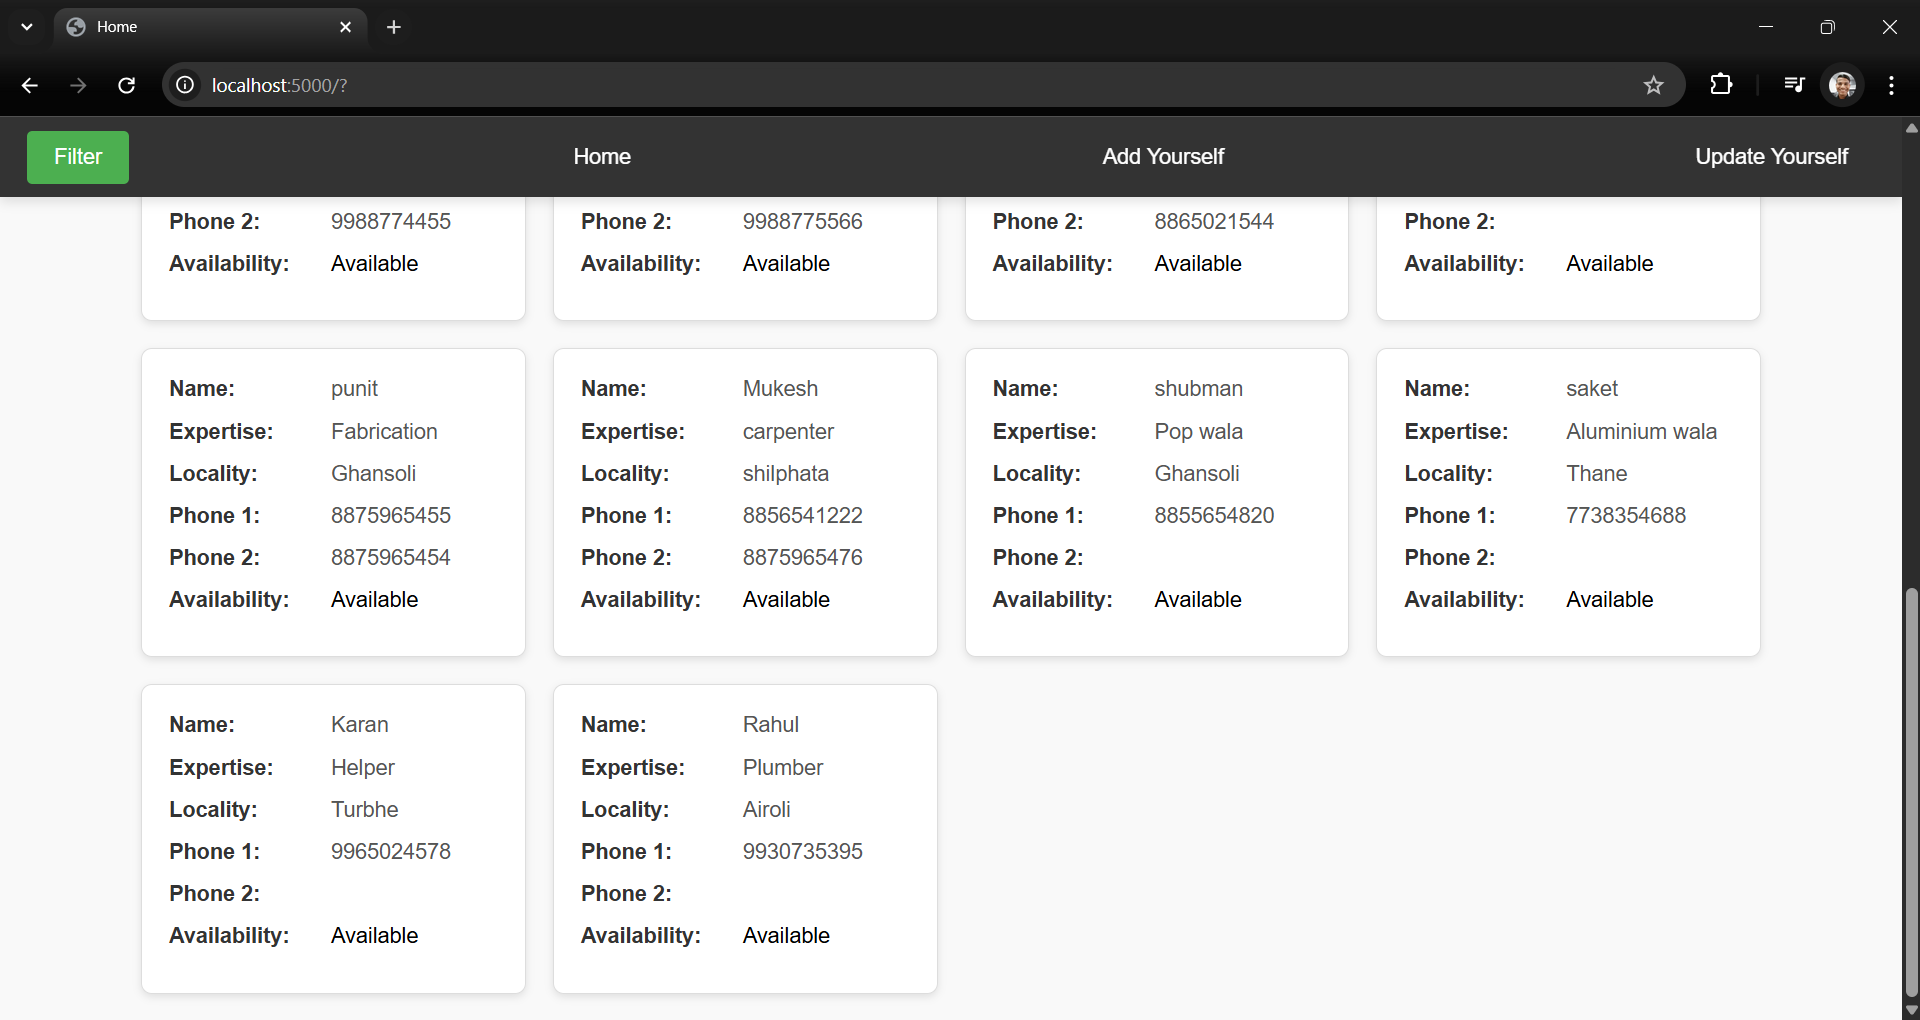 Home
localhost:5000/?
Filter Home Add Yourself Update Yourself
Phone 2: 9988774455
Availability: Available
Phone 2: 9988775566
Availability: Available
Phone 2: 8865021544
Availability: Available
Phone 2:
Availability: Available
Name: punit
Expertise: Fabrication
Locality: Ghansoli
Phone 1: 8875965455
Phone 2: 8875965454
Availability: Available
Name: Mukesh
Expertise: carpenter
Locality: shilphata
Phone 1: 8856541222
Phone 2: 8875965476
Availability: Available
Name: shubman
Expertise: Pop wala
Locality: Ghansoli
Phone 1: 8855654820
Phone 2:
Availability: Available
Name: saket
Expertise: Aluminium wala
Locality: Thane
Phone 1: 7738354688
Phone 2:
Availability: Available
Name: Karan
Expertise: Helper
Locality: Turbhe
Phone 1: 9965024578
Phone 2:
Availability: Available
Name: Rahul
Expertise: Plumber
Locality: Airoli
Phone 1: 9930735395
Phone 2:
Availability: Available